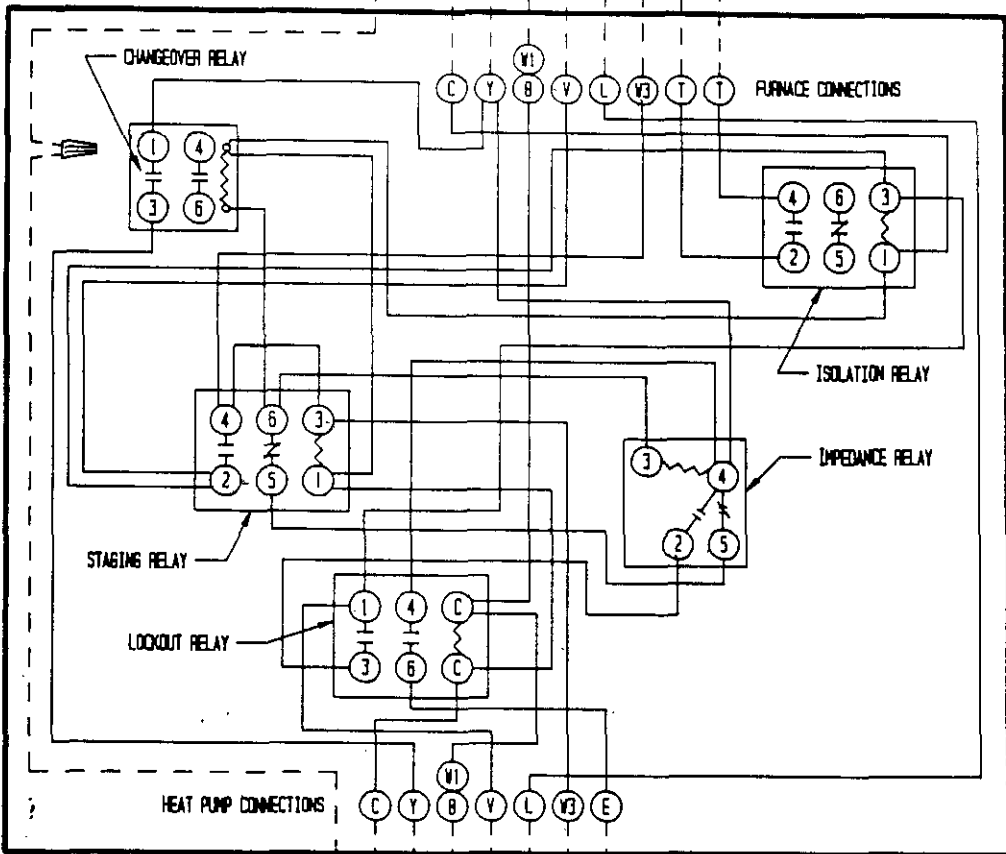 CHANGEOVER RELAY
W1
C Y B V L W3 T T FURNACE CONNECTIONS
1 4
3 6
4 6 3
2 5 1
ISOLATION RELAY
4 6 3
2 5 1
STAGING RELAY
3 4
2 5
IMPEDANCE RELAY
1 4 C
3 6 C
LOCKOUT RELAY
W1
HEAT PUMP CONNECTIONS C Y B V L W3 E